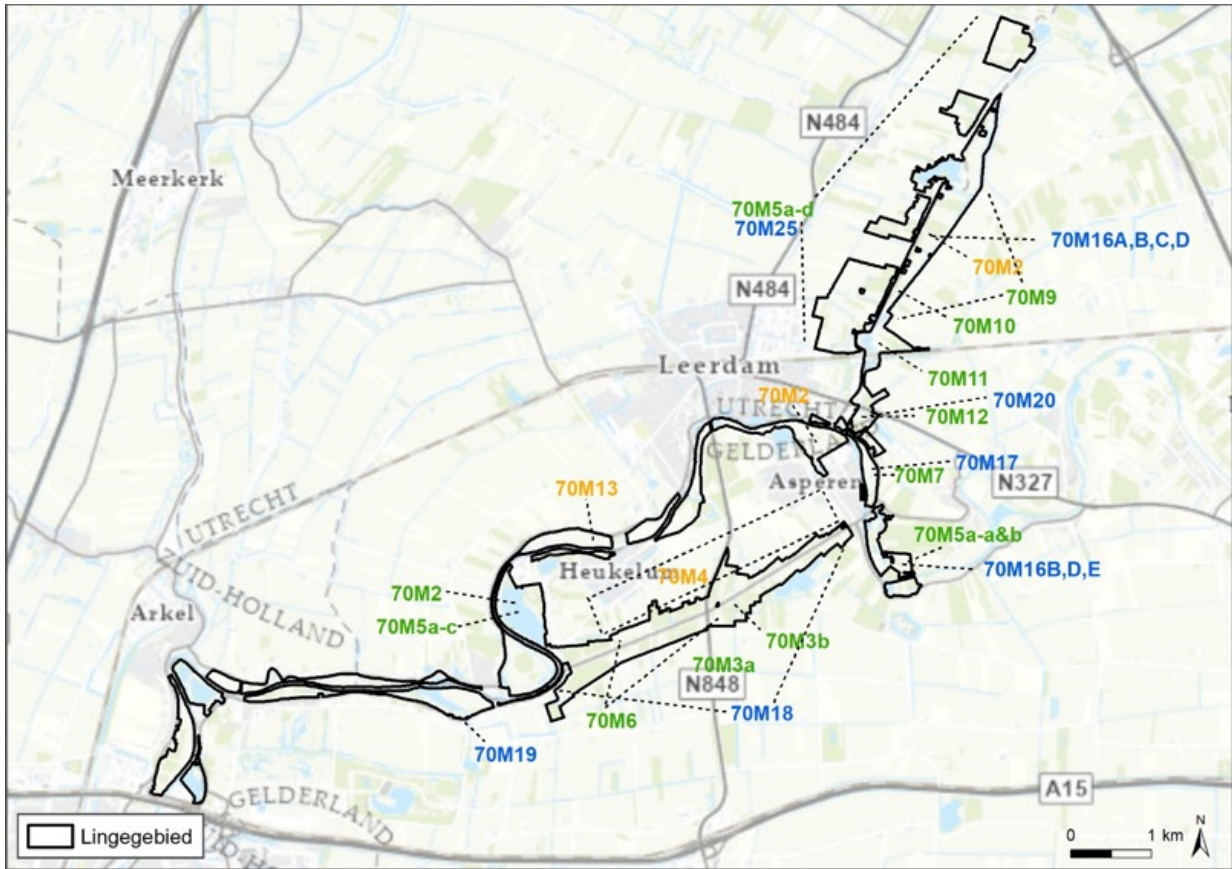 N484
Meerkerk
70M5a-d
70M25
70M16A,B,C,D
70M2
N484
70M9
70M10
Leerdam
70M11
70M2
UTRECHT
70M20
70M12
GELDERLA
70M17
Asperen
70M7
N327
70M13
UTRECHT
70M5a-a&b
ZUID-HOLLAND
Heukelum
70M4
70M16B,D,E
70M2
Arkel
70M5a-c
70M3b
70M3a
N848
70M6
70M18
70M19
A15
GELDERLAND
Lingegebied
0 1 km
N